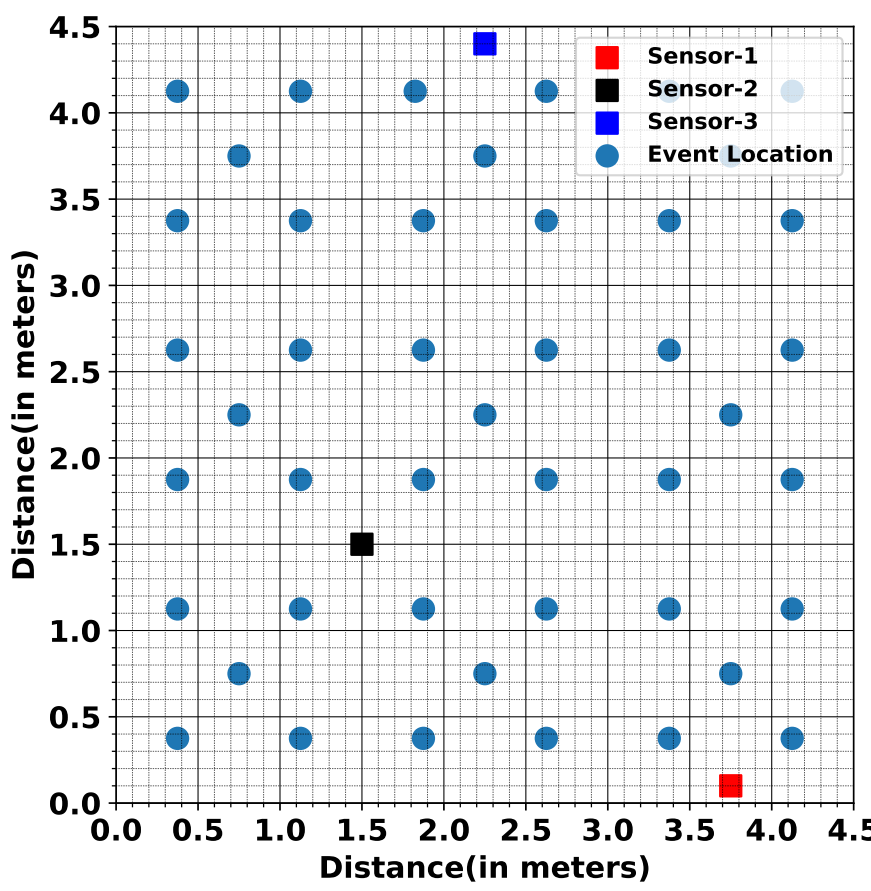 4.5
4.0
3.5
3.0
2.5
2.0
1.5
1.0
0.5
0.0
Distance(in meters)
Sensor-1
Sensor-2
Sensor-3
Event Location
0.0 0.5 1.0 1.5 2.0 2.5 3.0 3.5 4.0 4.5
Distance(in meters)